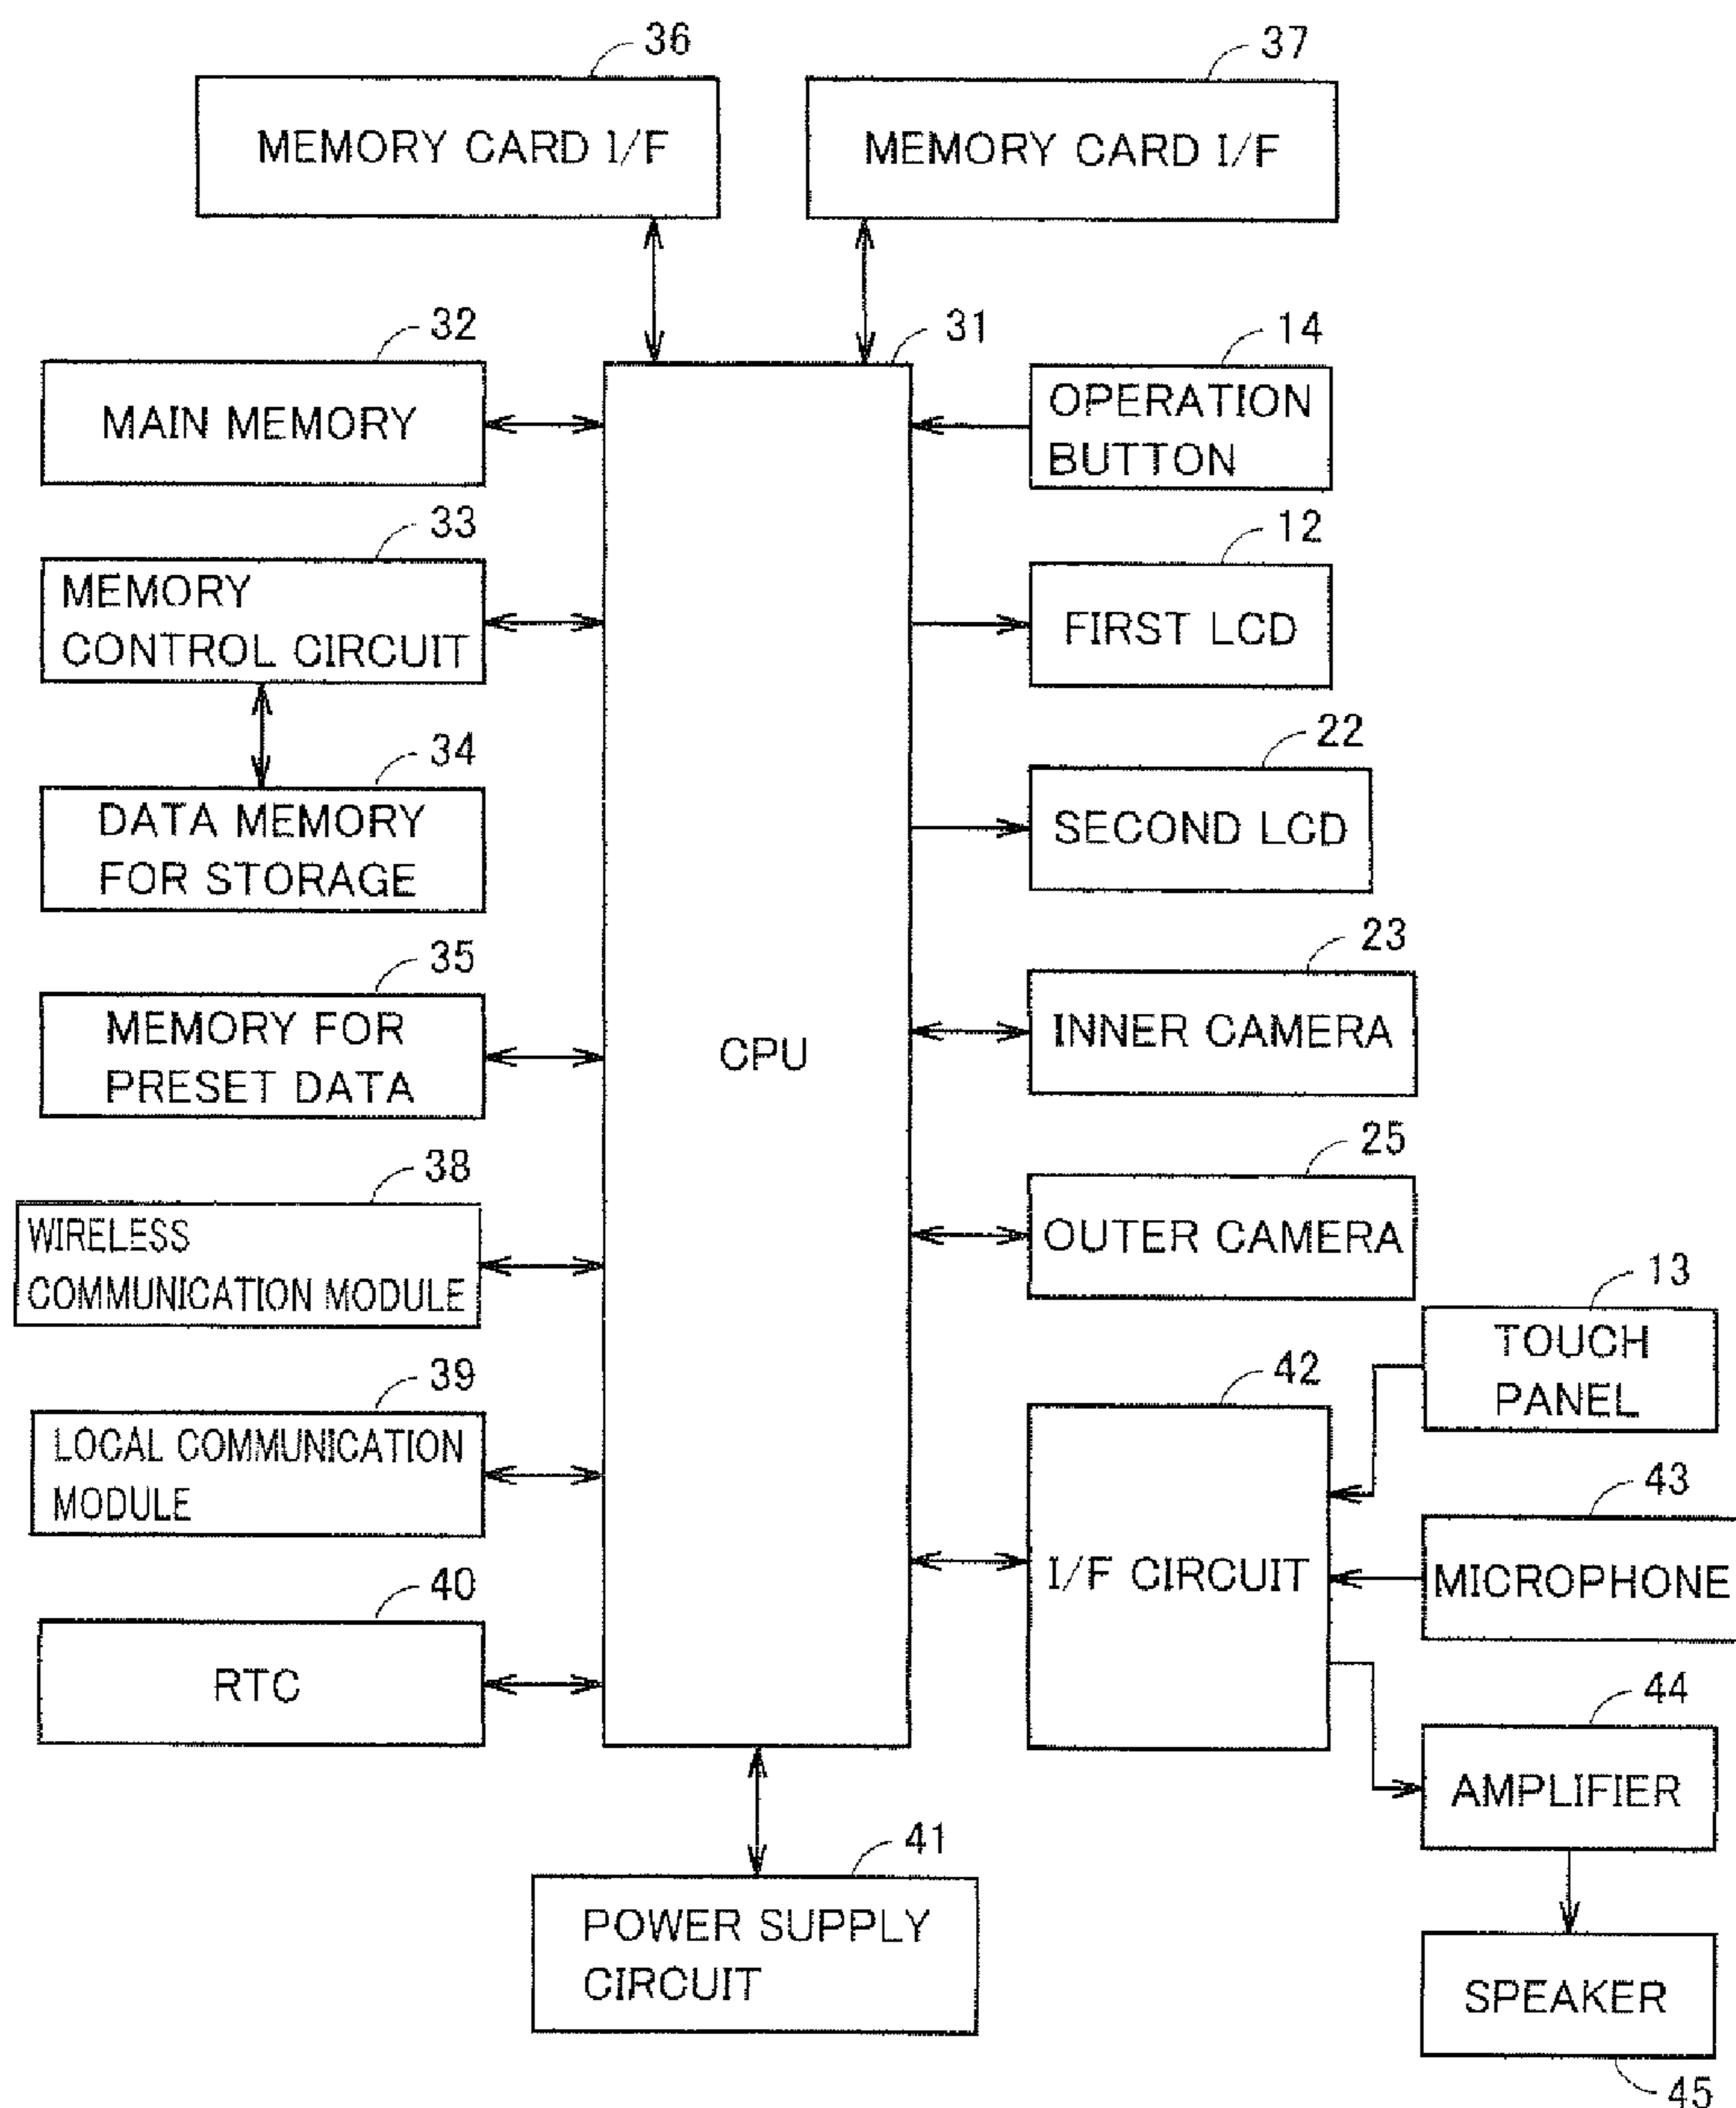 36
MEMORY CARD I/F
37
MEMORY CARD I/F
32
MAIN MEMORY
33
MEMORY
CONTROL CIRCUIT
34
DATA MEMORY
FOR STORAGE
35
MEMORY FOR
PRESET DATA
38
WIRELESS
COMMUNICATION MODULE
39
LOCAL COMMUNICATION
MODULE
40
RTC
31
CPU
41
POWER SUPPLY
CIRCUIT
14
OPERATION
BUTTON
12
FIRST LCD
22
SECOND LCD
23
INNER CAMERA
25
OUTER CAMERA
42
I/F CIRCUIT
13
TOUCH
PANEL
43
MICROPHONE
44
AMPLIFIER
SPEAKER
45